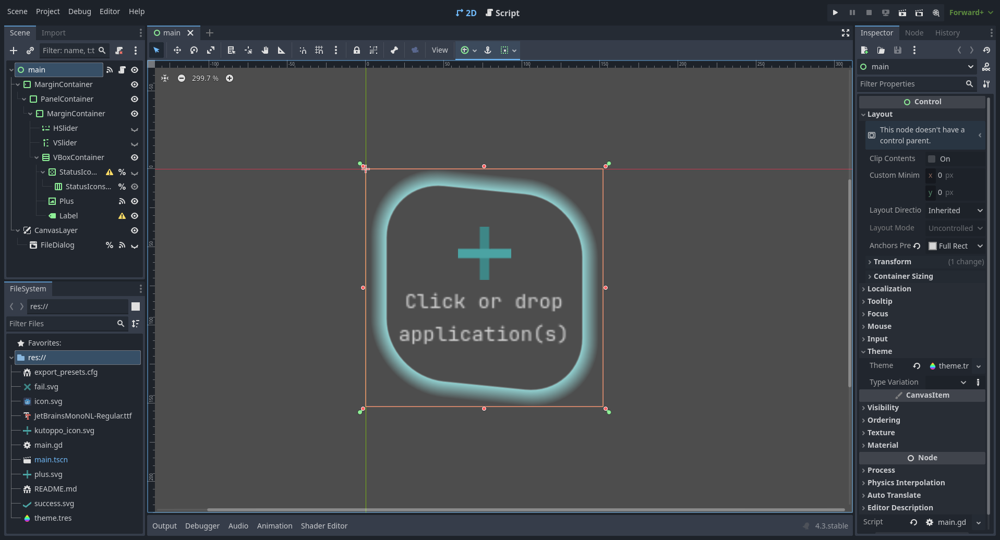 Scene Project Debug Editor Help
2D Script
Forward+
Scene Import
Filter: name, t:t
main
MarginContainer
PanelContainer
MarginContainer
HSlider
VSlider
VBoxContainer
StatusIco...
StatusIcons...
Plus
Label
CanvasLayer
FileDialog
FileSystem
res://
Filter Files
Favorites:
res://
export_presets.cfg
fail.svg
icon.svg
JetBrainsMonoNL-Regular.ttf
kutoppo_icon.svg
main.gd
main.tscn
plus.svg
README.md
success.svg
theme.tres
main
View
299.7 %
Click or drop
application(s)
Output Debugger Audio Animation Shader Editor
4.3.stable
Inspector Node History
main
Filter Properties
Control
Layout
This node doesn't have a
control parent.
Clip Contents On
Custom Minim x 0 px
y 0 px
Layout Directio Inherited
Layout Mode Uncontrolled
Anchors Pre Full Rect
Transform (1 change)
Container Sizing
Localization
Tooltip
Focus
Mouse
Input
Theme
Theme theme.tr
Type Variation
CanvasItem
Visibility
Ordering
Texture
Material
Node
Process
Physics Interpolation
Auto Translate
Editor Description
Script main.gd